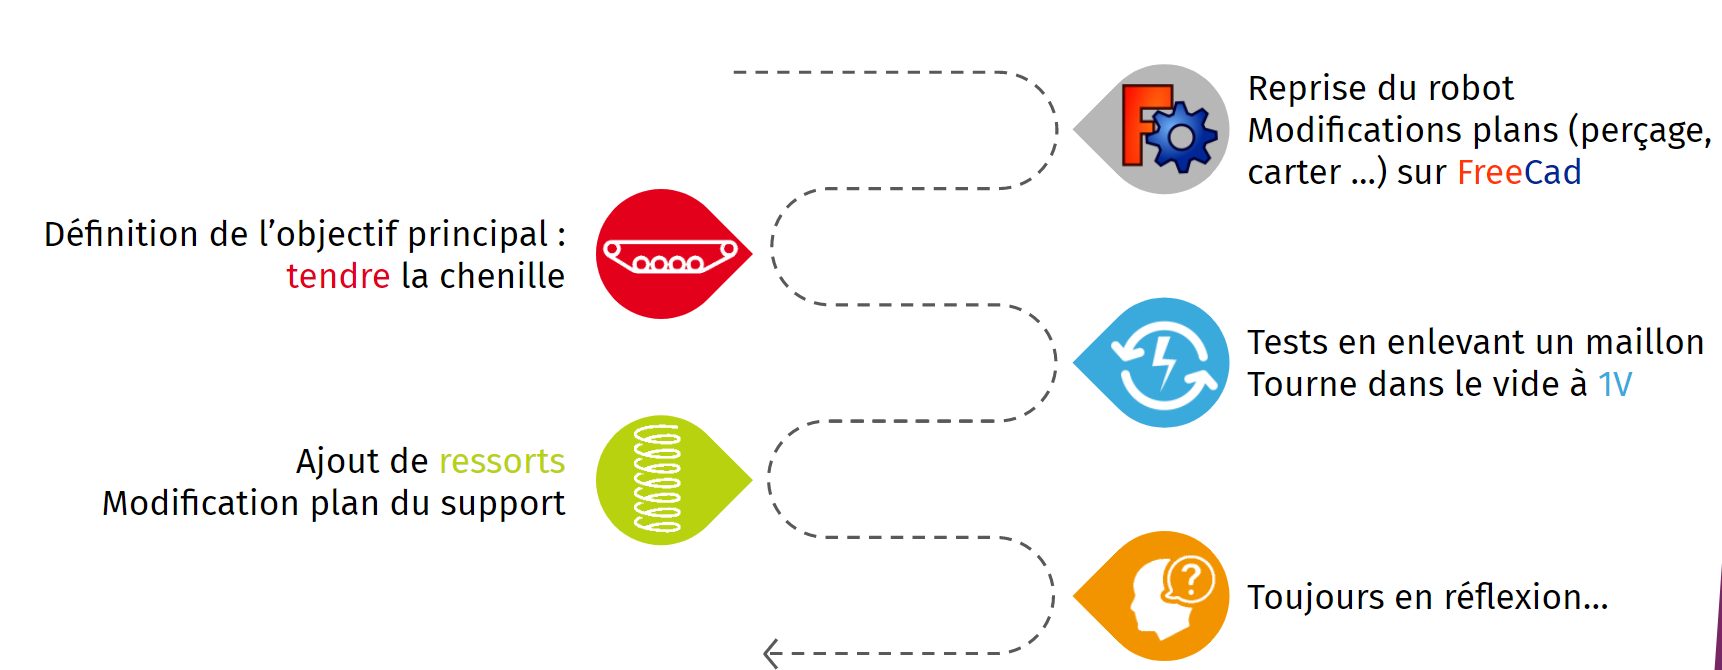 Reprise du robot
Modifications plans (perçage,
carter ...) sur FreeCad
Définition de l’objectif principal :
tendre la chenille
Tests en enlevant un maillon
Tourne dans le vide à 1V
Ajout de ressorts
Modification plan du support
Toujours en réflexion...